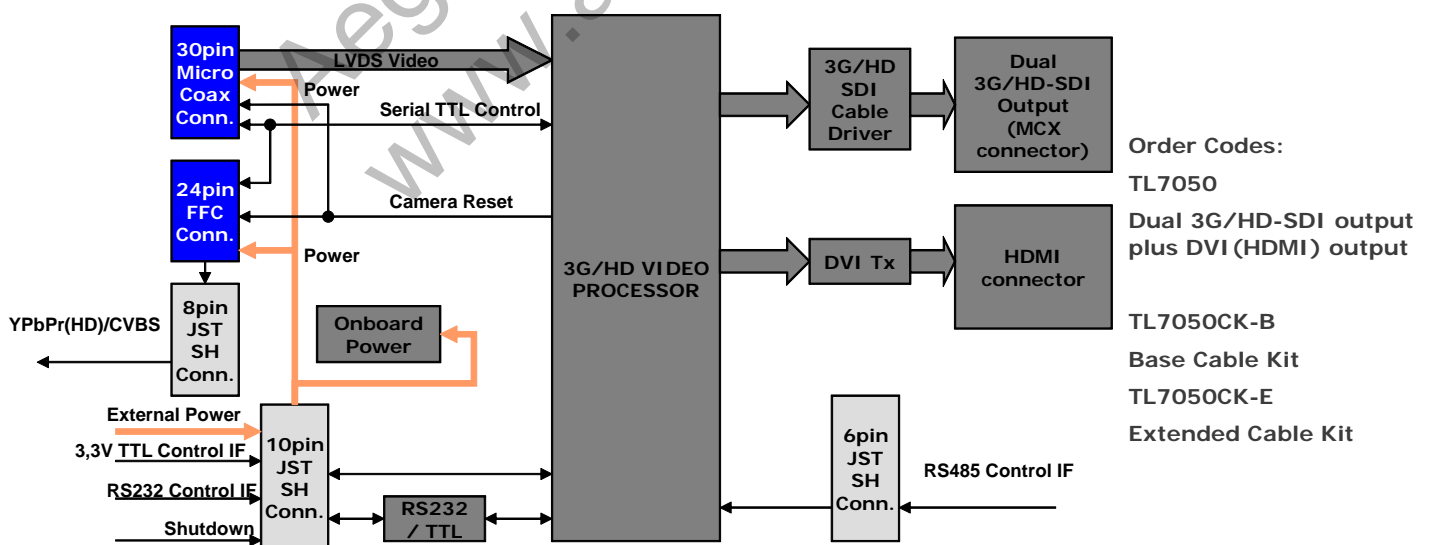 30pin
Micro
Coax
Conn.
LVDS Video
Power
Serial TTL Control
24pin
FFC
Conn.
Camera Reset
Power
YPbPr(HD)/CVBS
8pin
JST
SH
Conn.
Onboard
Power
External Power
3,3V TTL Control IF
RS232 Control IF
Shutdown
10pin
JST
SH
Conn.
RS232
/ TTL
3G/HD VIDEO
PROCESSOR
3G/HD
SDI
Cable
Driver
Dual
3G/HD-SDI
Output
(MCX
connector)
DVI Tx
HDMI
connector
6pin
JST
SH
Conn.
RS485 Control IF
Order Codes:
TL7050
Dual 3G/HD-SDI output
plus DVI(HDMI) output
TL7050CK-B
Base Cable Kit
TL7050CK-E
Extended Cable Kit
Aeg
www.a